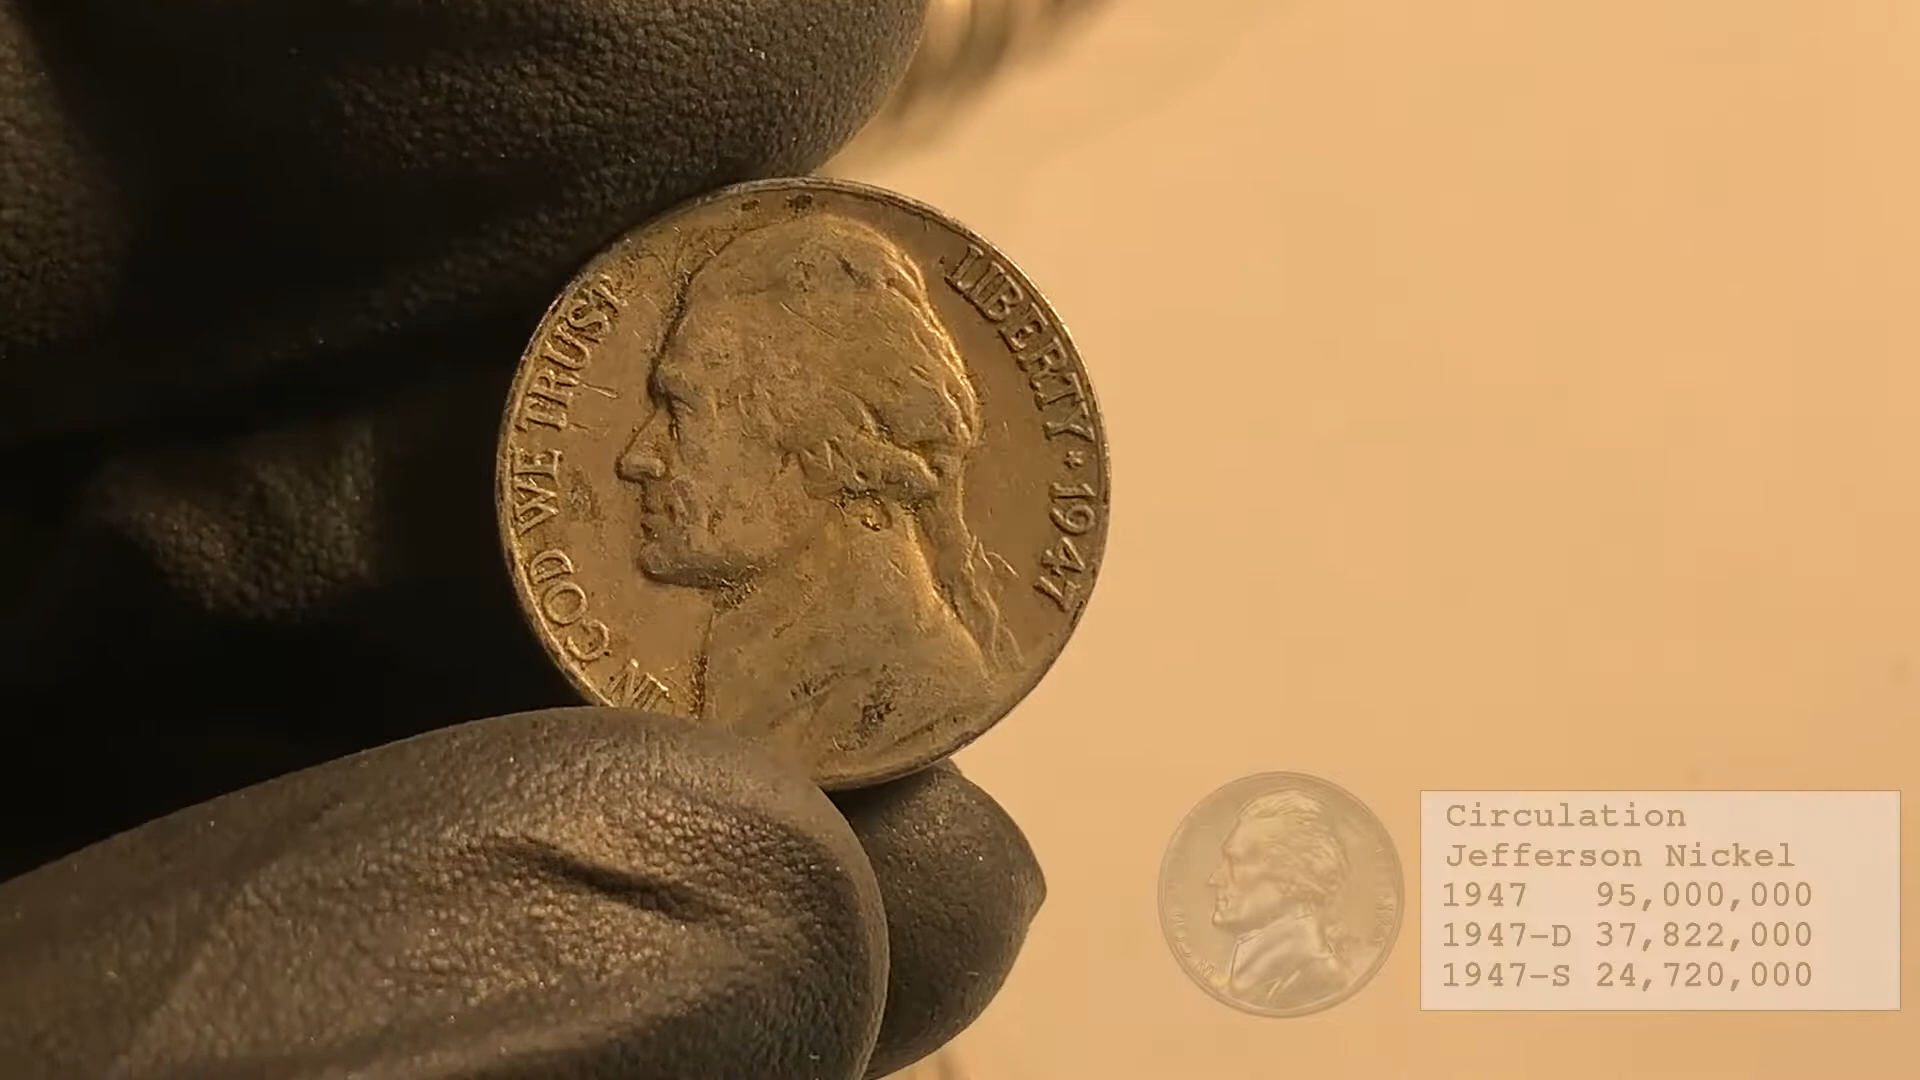 IN GOD WE TRUST
LIBERTY * 1947
Circulation
Jefferson Nickel
1947 95,000,000
1947-D 37,822,000
1947-S 24,720,000